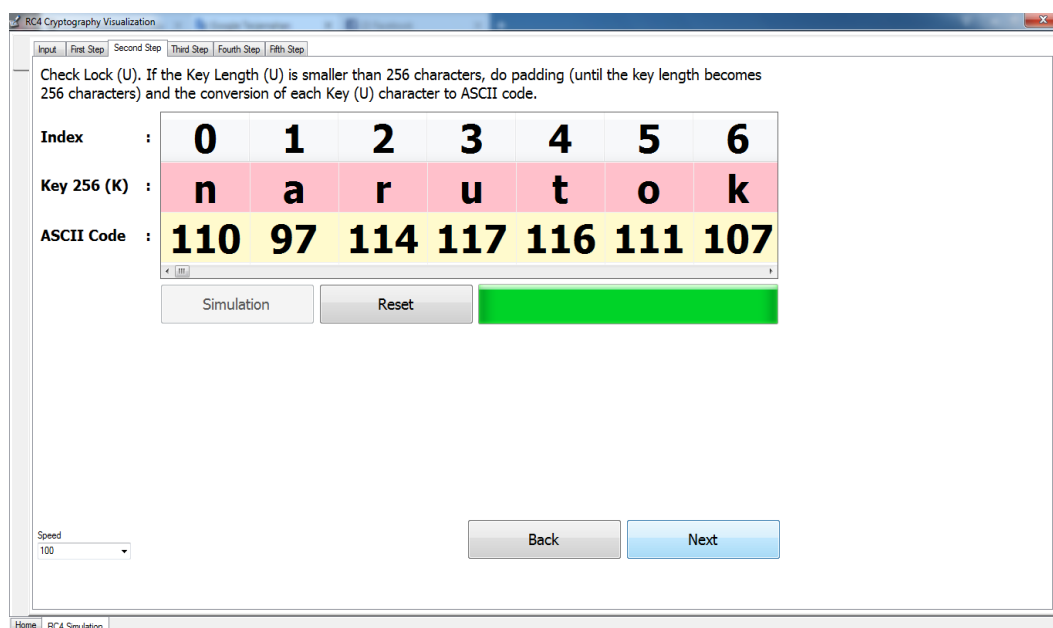 RC4 Cryptography Visualization
Input First Step Second Step Third Step Fourth Step Fifth Step
Check Lock (U). If the Key Length (U) is smaller than 256 characters, do padding (until the key length becomes
256 characters) and the conversion of each Key (U) character to ASCII code.
Index : 0 1 2 3 4 5 6
Key 256 (K) : n a r u t o k
ASCII Code : 110 97 114 117 116 111 107
Simulation Reset
Back Next
Speed
100
Home RC4 Simulation